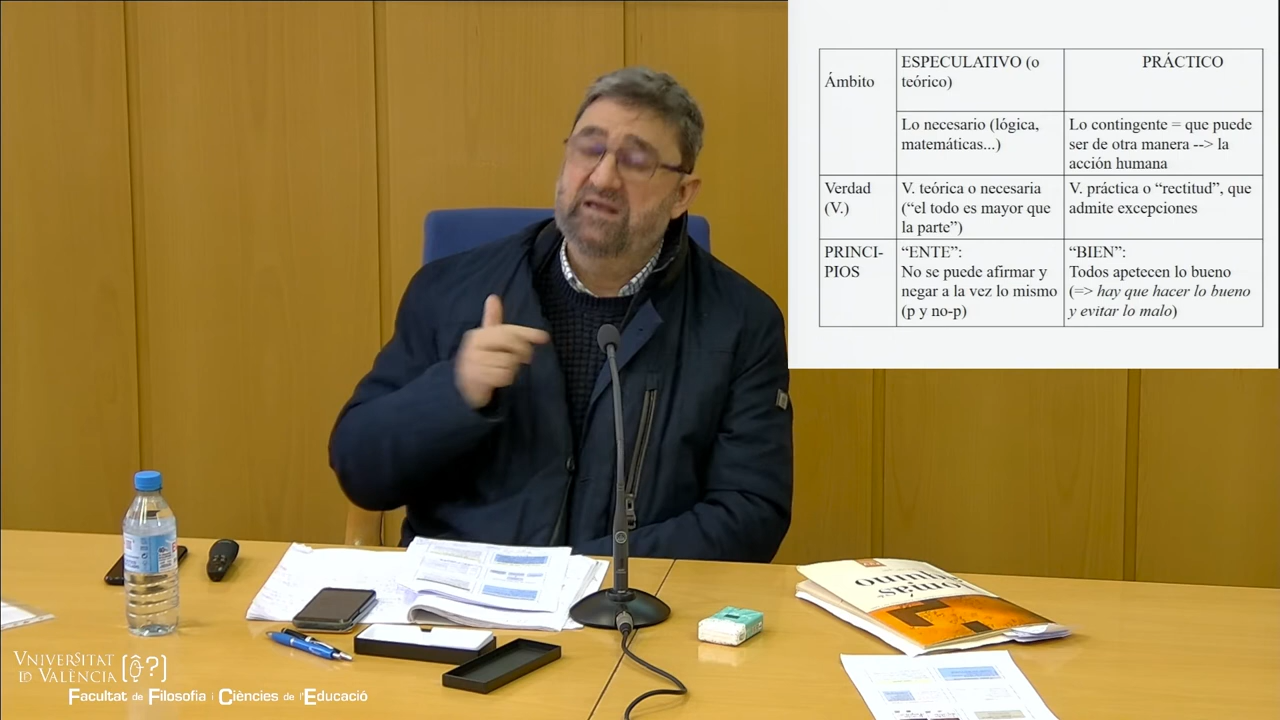 Ámbito
ESPECULATIVO (o
teórico)
PRÁCTICO
Lo necesario (lógica,
matemáticas...)
Lo contingente = que puede
ser de otra manera --> la
acción humana
Verdad
(V.)
V. teórica o necesaria
(“el todo es mayor que
la parte”)
V. práctica o “rectitud”, que
admite excepciones
PRINCI-
PIOS
“ENTE”:
No se puede afirmar y
negar a la vez lo mismo
(p y no-p)
“BIEN”:
Todos apetecen lo bueno
(=> hay que hacer lo bueno
y evitar lo malo)
VNIVERSITAT
ID VALÈNCIA
Facultat de Filosofia i Ciències de l'Educació